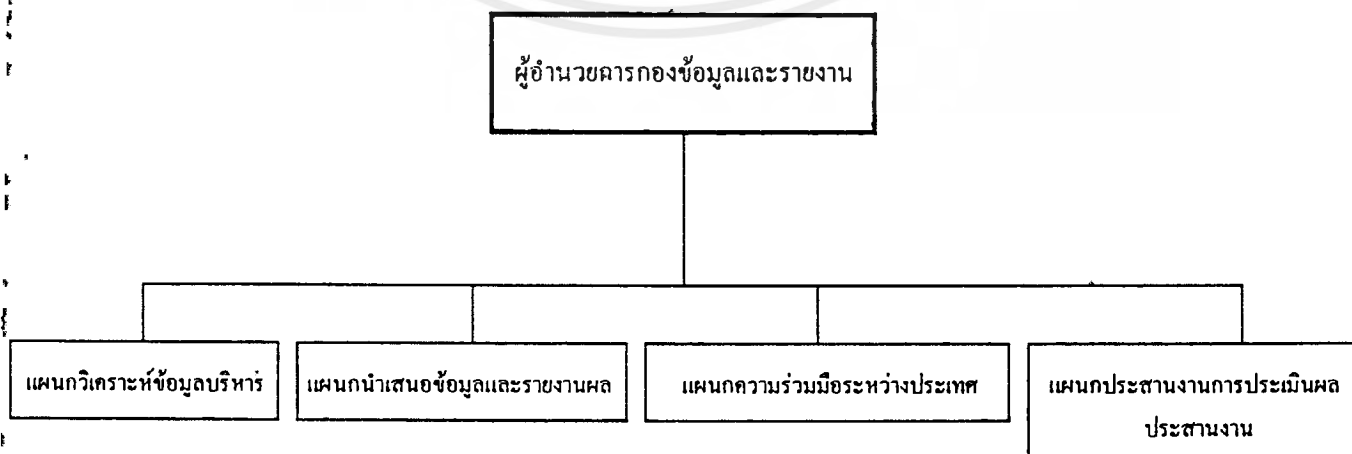 ผู้อำนวยการกองข้อมูลและรายงาน
แผนกวิเคราะห์ข้อมูลบริหาร
แผนกนำเสนอข้อมูลและรายงานผล
แผนกความร่วมมือระหว่างประเทศ
แผนกประสานงานการประเมินผล
ประสานงาน